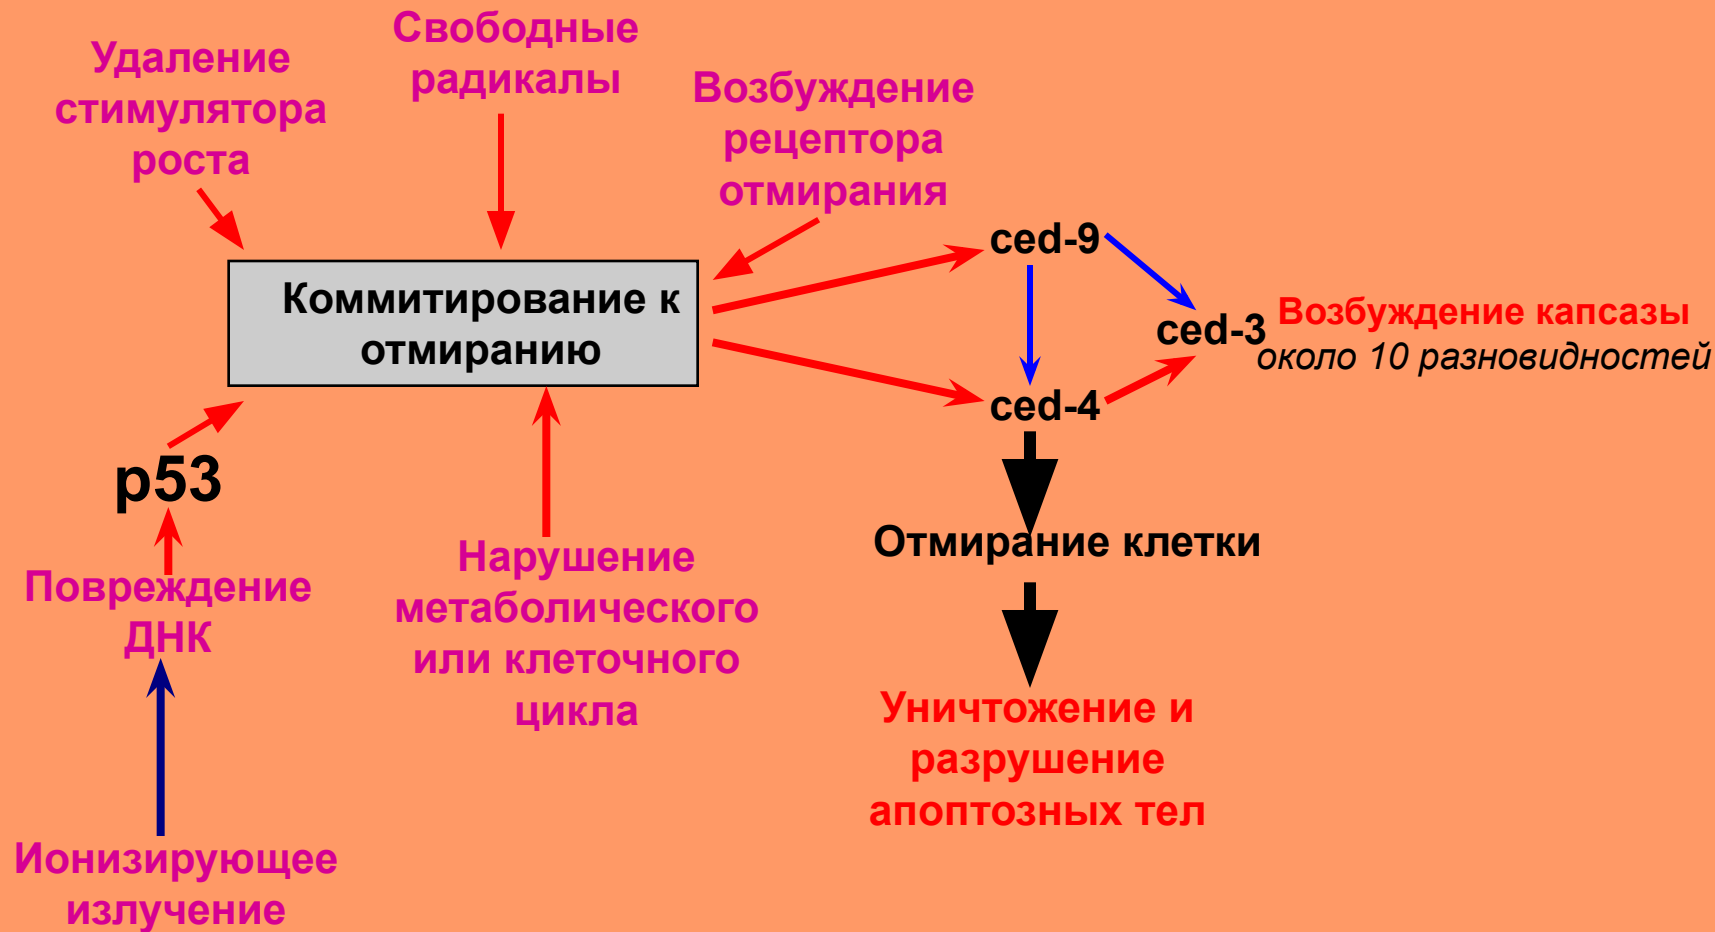 Удаление
стимулятора
роста
Свободные
радикалы
Возбуждение
рецептора
отмирания
Коммитирование к
отмиранию
ced-9
ced-3
Возбуждение капсазы
около 10 разновидностей
ced-4
p53
Повреждение
ДНК
Ионизирующее
излучение
Нарушение
метаболического
или клеточного
цикла
Отмирание клетки
Уничтожение и
разрушение
апоптозных тел